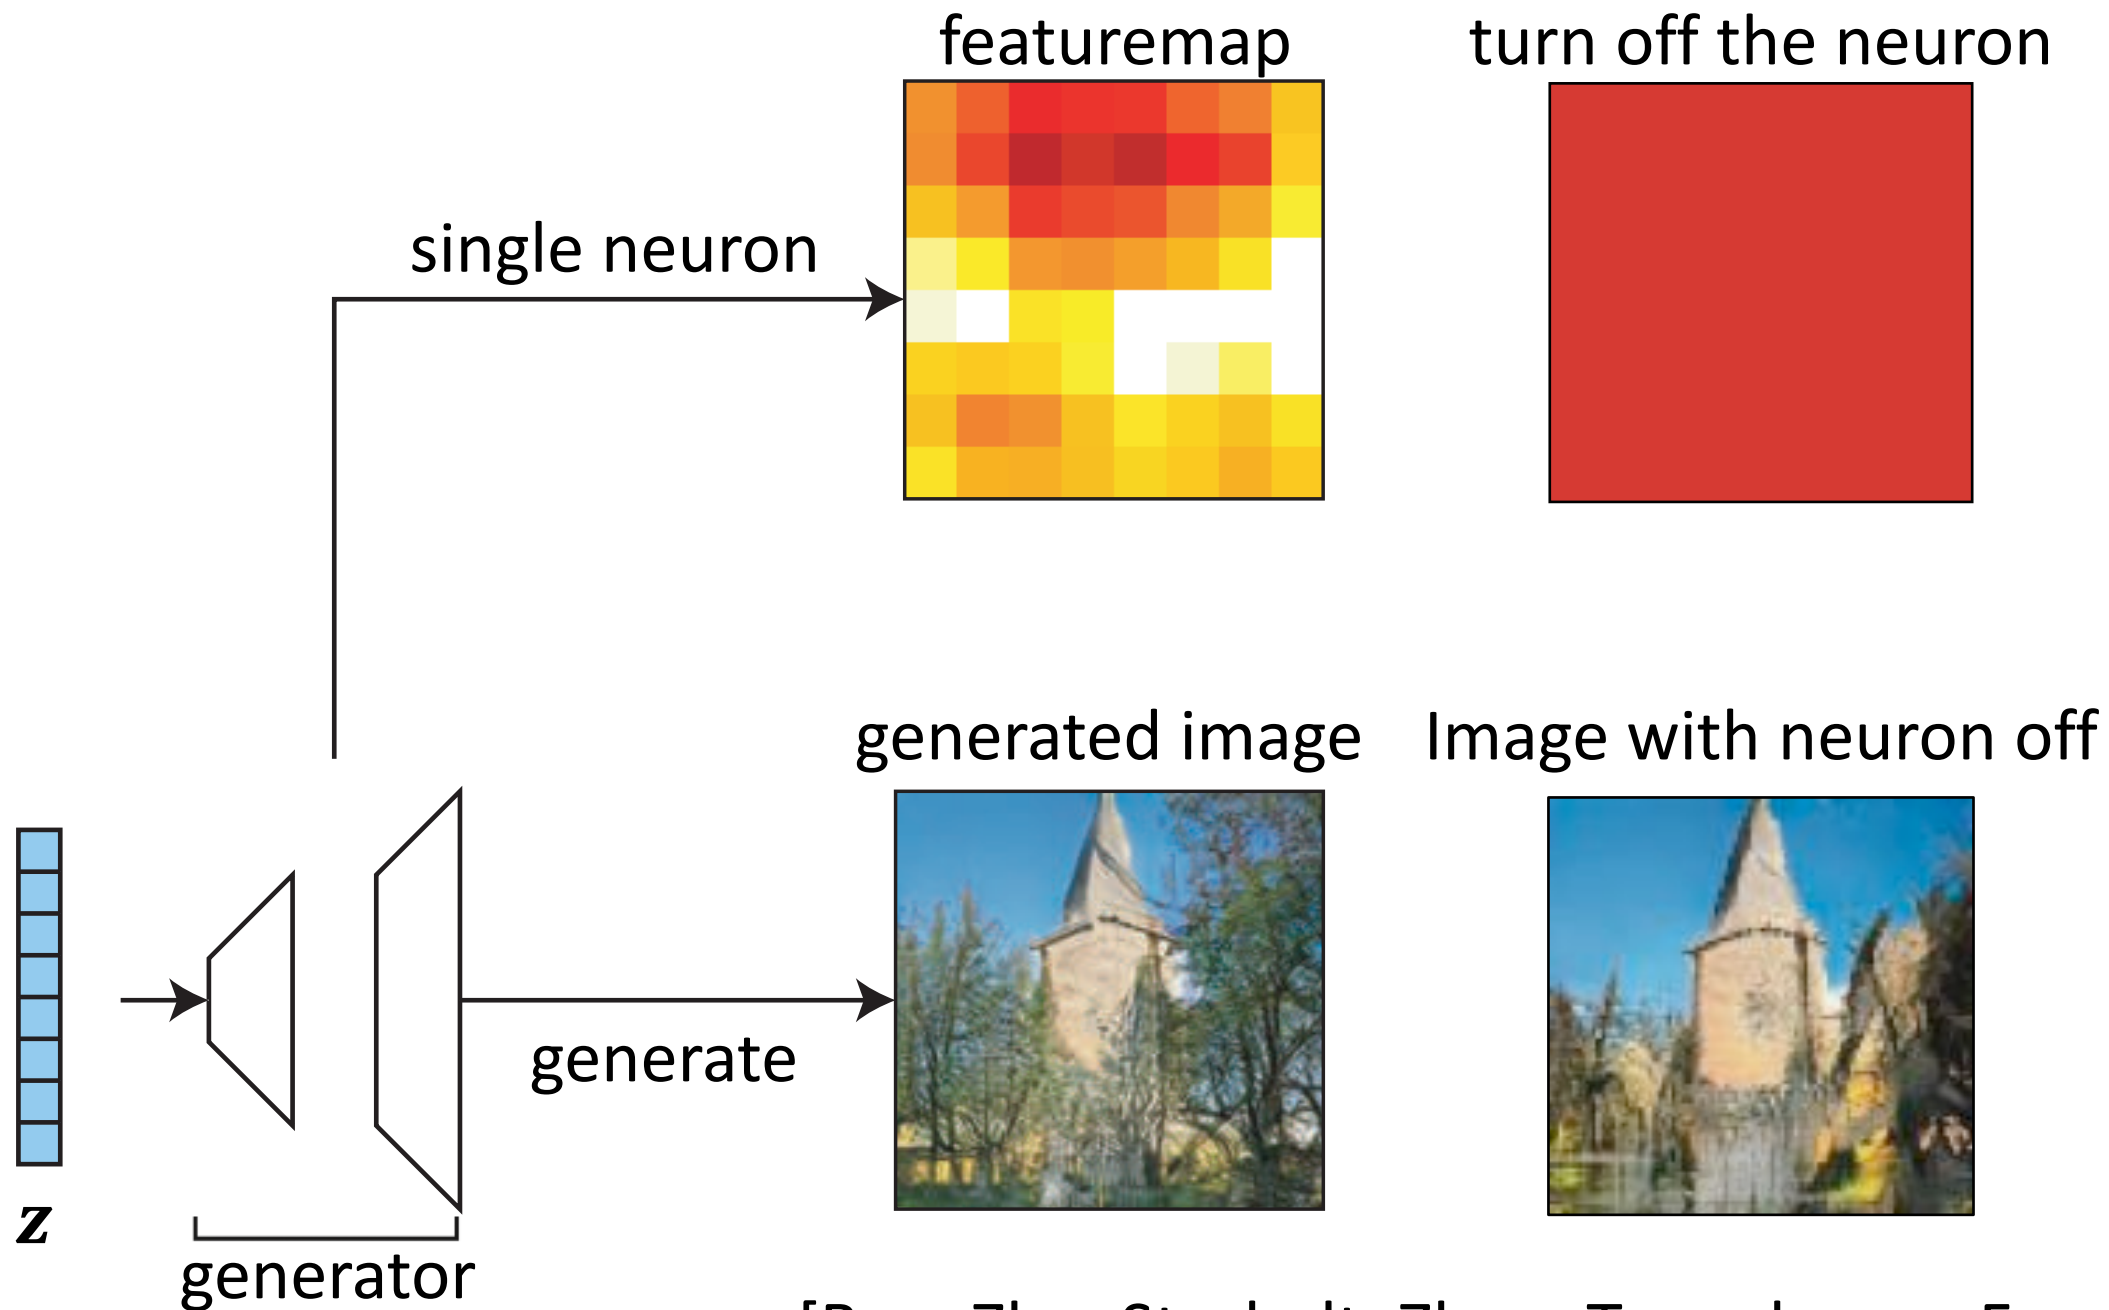 featuremap
turn off the neuron
single neuron
generated image
Image with neuron off
generate
z
generator